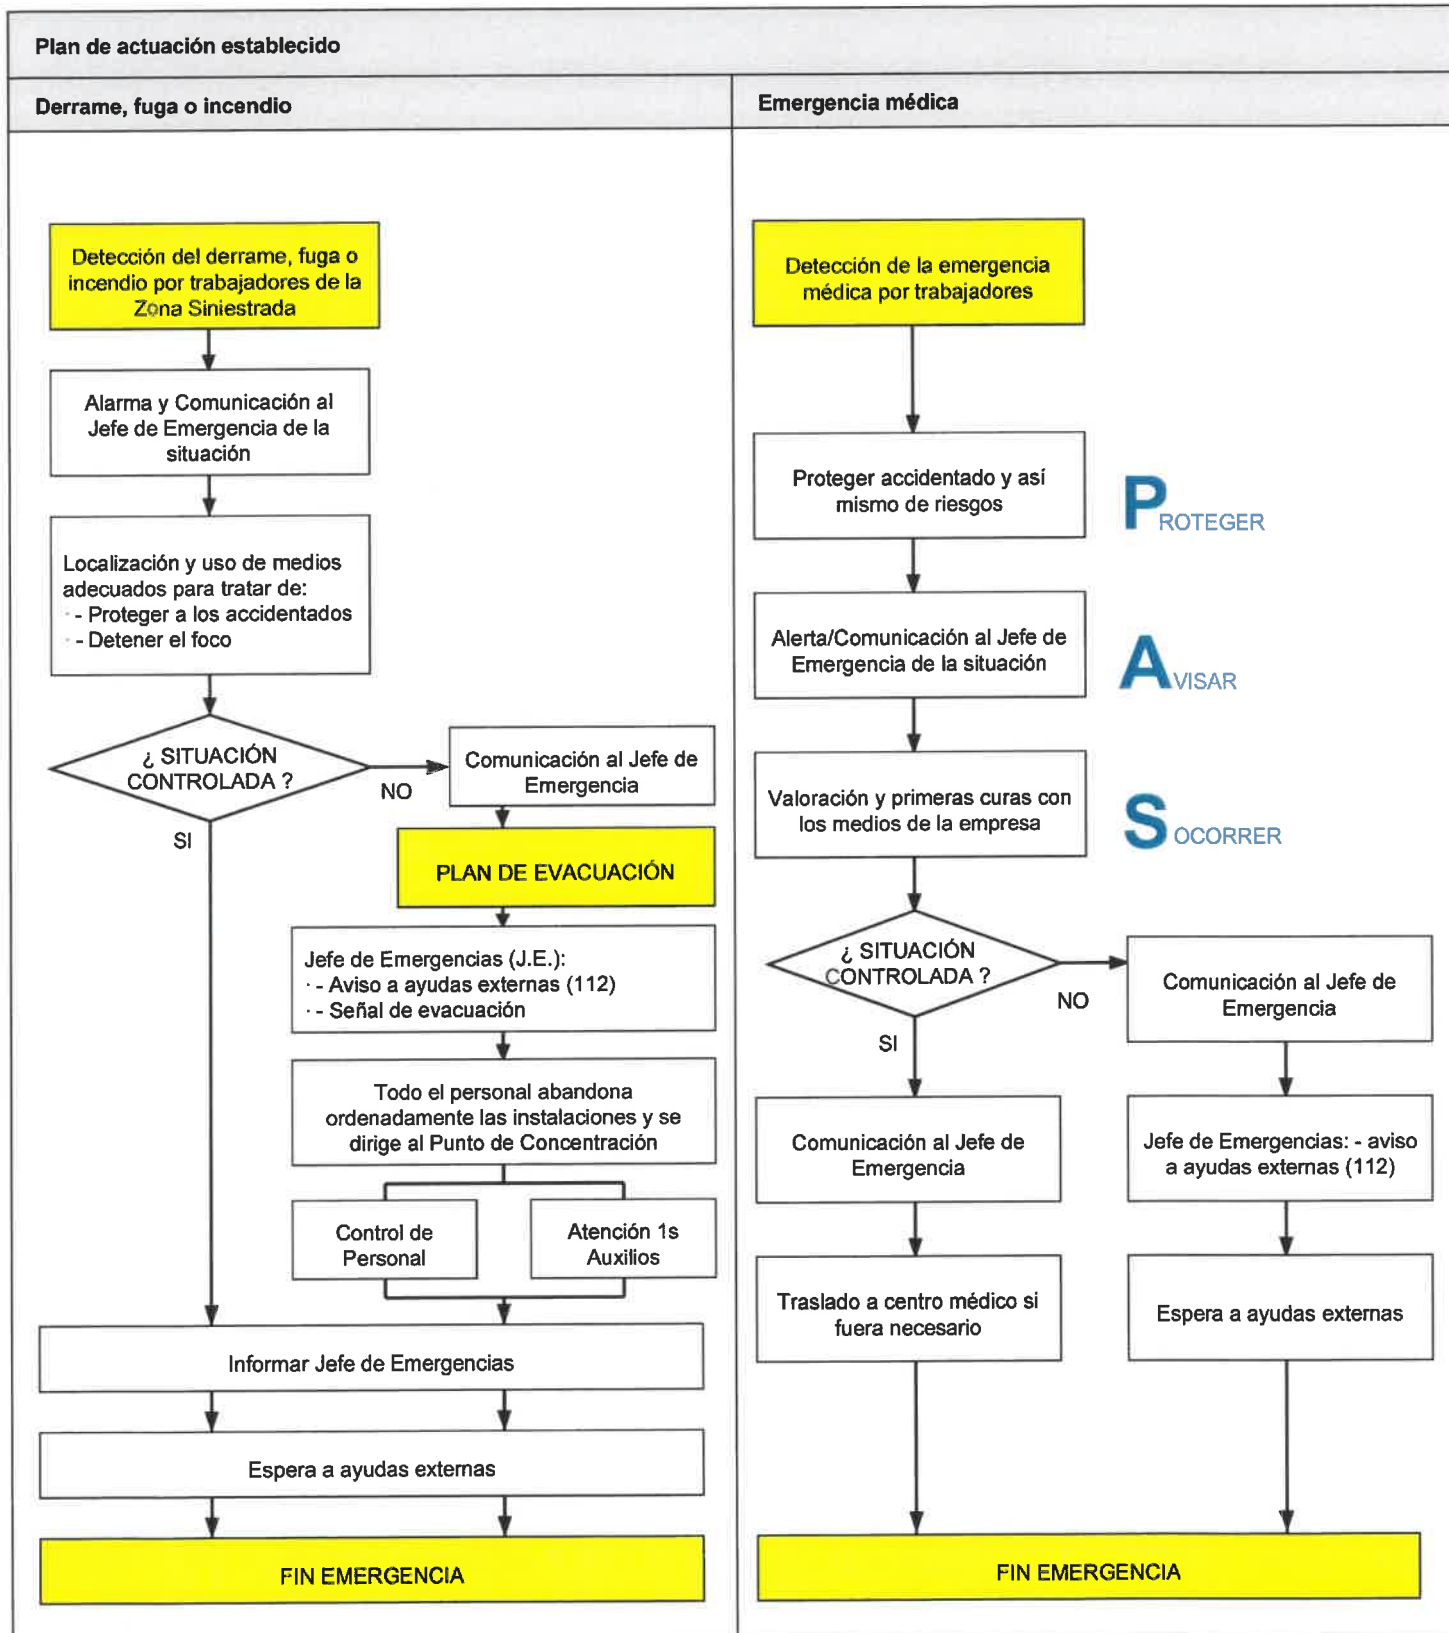 Plan de actuación establecido
Derrame, fuga o incendio
Detección del derrame, fuga o
incendio por trabajadores de la
Zona Siniestrada
Alarma y Comunicación al
Jefe de Emergencia de la
situación
Localización y uso de medios
adecuados para tratar de:
· - Proteger a los accidentados
· - Detener el foco
¿ SITUACIÓN
CONTROLADA ?
NO
SI
Comunicación al Jefe de
Emergencia
PLAN DE EVACUACIÓN
Jefe de Emergencias (J.E.):
· - Aviso a ayudas externas (112)
· - Señal de evacuación
Todo el personal abandona
ordenadamente las instalaciones y se
dirige al Punto de Concentración
Control de
Personal
Atención 1s
Auxilios
Informar Jefe de Emergencias
Espera a ayudas externas
FIN EMERGENCIA
Emergencia médica
Detección de la emergencia
médica por trabajadores
Proteger accidentado y así
mismo de riesgos
PROTEGER
Alerta/Comunicación al Jefe de
Emergencia de la situación
AVISAR
Valoración y primeras curas con
los medios de la empresa
SOCORRER
¿ SITUACIÓN
CONTROLADA ?
NO
SI
Comunicación al Jefe de
Emergencia
Jefe de Emergencias: - aviso
a ayudas externas (112)
Espera a ayudas externas
Comunicación al Jefe de
Emergencia
Traslado a centro médico si
fuera necesario
FIN EMERGENCIA